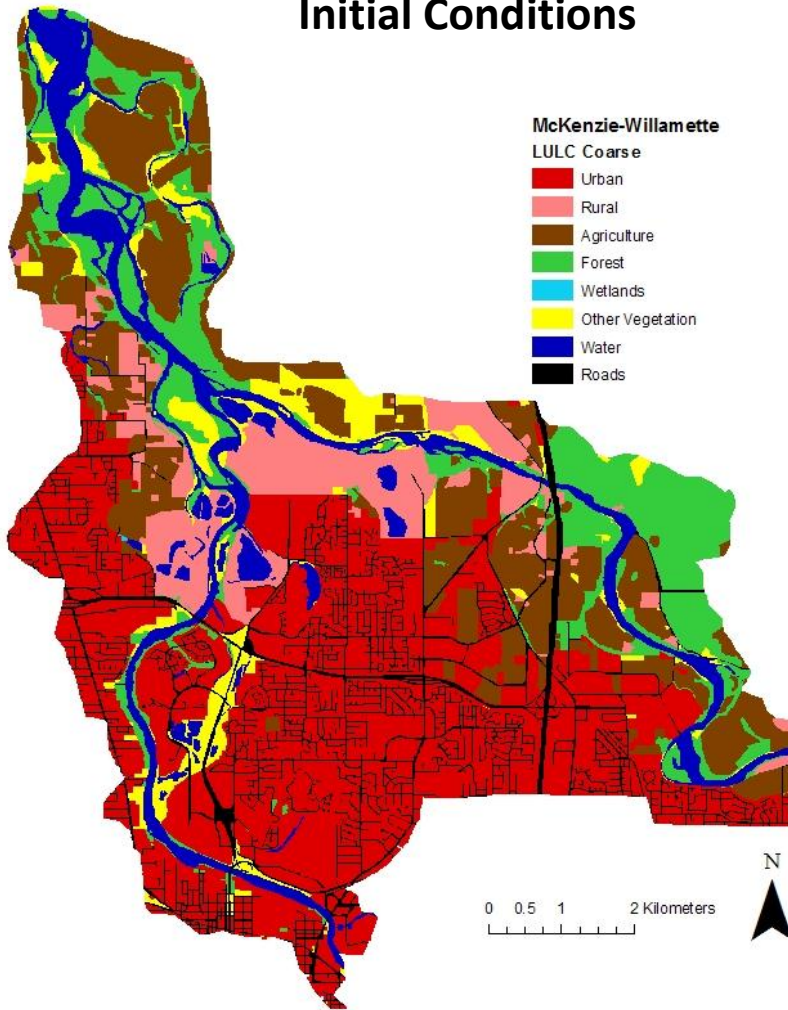 Initial Conditions
McKenzie-Willamette
LULC Coarse
Urban
Rural
Agriculture
Forest
Wetlands
Other Vegetation
Water
Roads
N
0 0.5 1 2 Kilometers